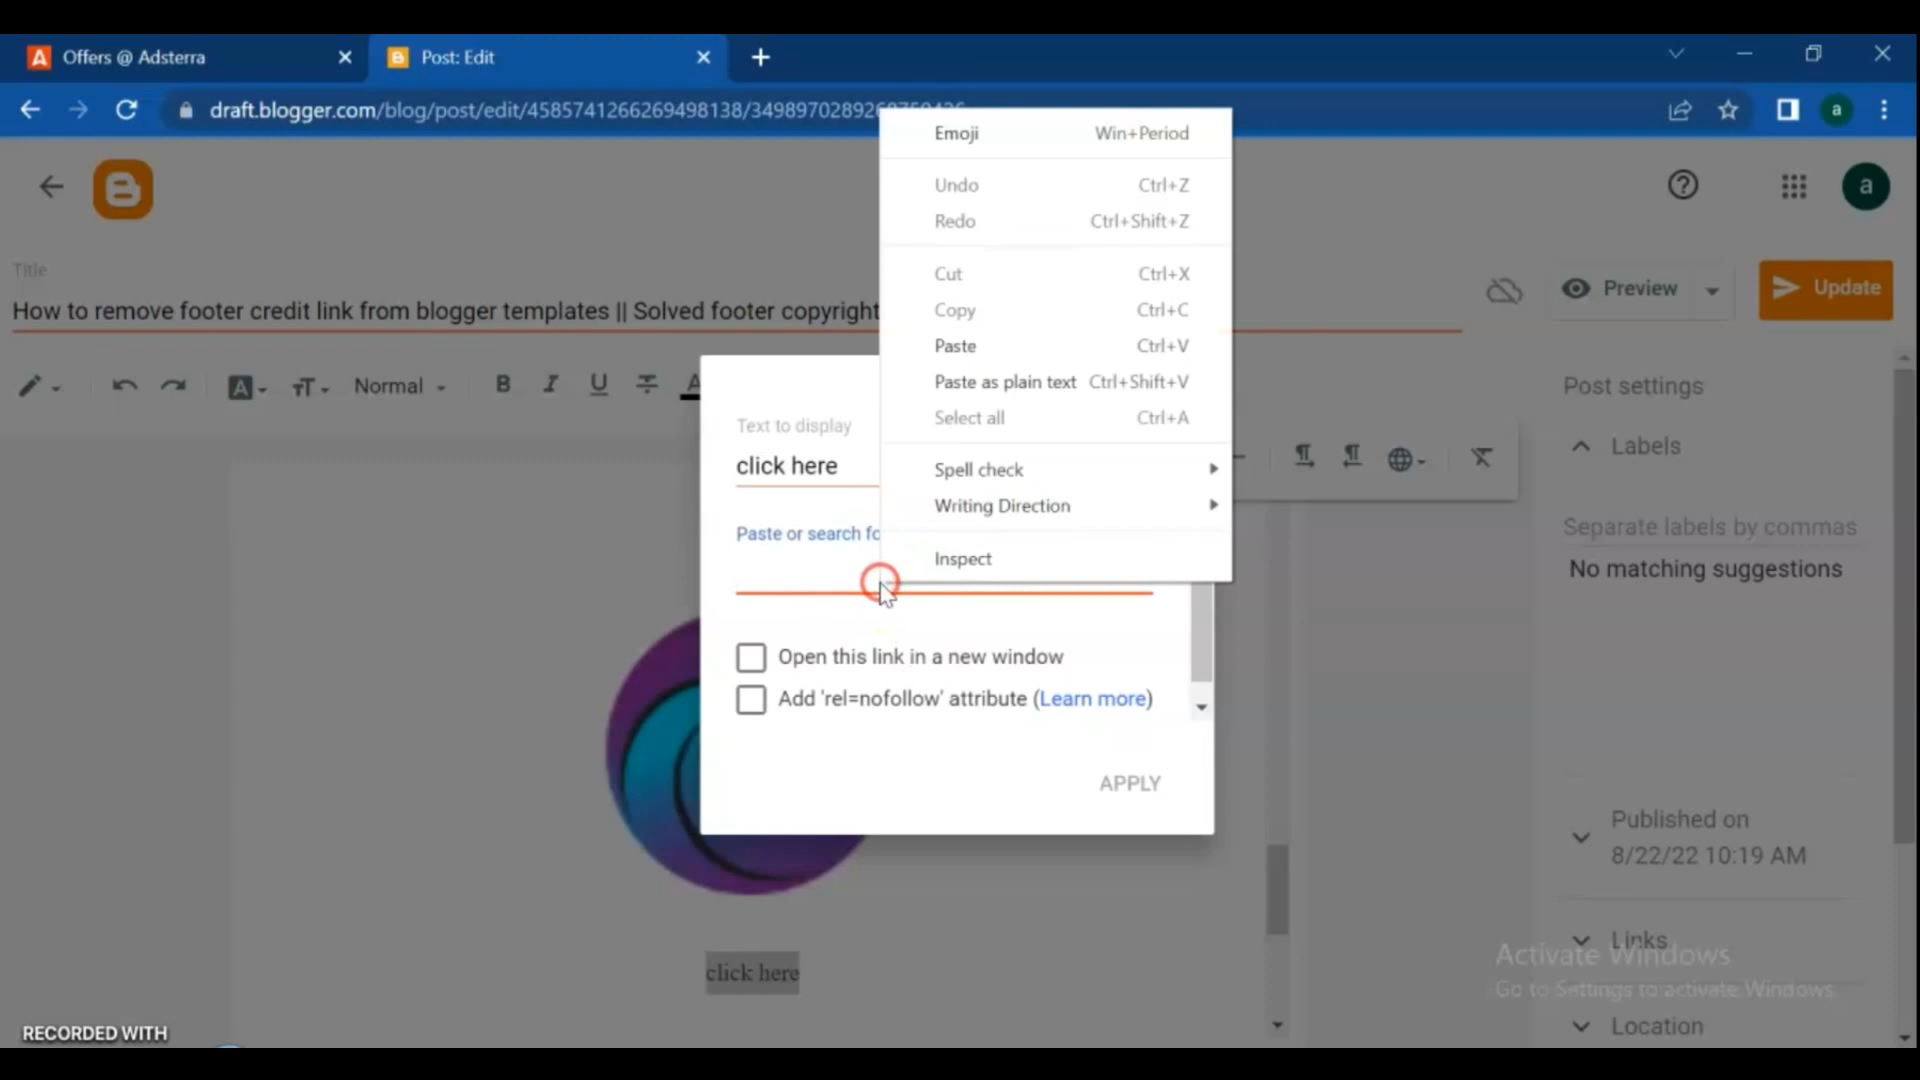 Offers @ Adsterra
Post: Edit
draft.blogger.com/blog/post/edit/4585741266269498138/349897028926
a
Emoji Win+Period
Undo Ctrl+Z
Redo Ctrl+Shift+Z
Cut Ctrl+X
Copy Ctrl+C
Paste Ctrl+V
Paste as plain text Ctrl+Shift+V
Select all Ctrl+A
Spell check
Writing Direction
Inspect
a
Title
How to remove footer credit link from blogger templates || Solved footer copyright
Preview
Update
Normal
B I U A
Text to display
click here
Paste or search fo
Open this link in a new window
Add 'rel=nofollow' attribute (Learn more)
APPLY
click here
Post settings
Labels
Separate labels by commas
No matching suggestions
Published on
8/22/22 10:19 AM
Links
Activate Windows
Go to Settings to activate Windows.
Location
RECORDED WITH